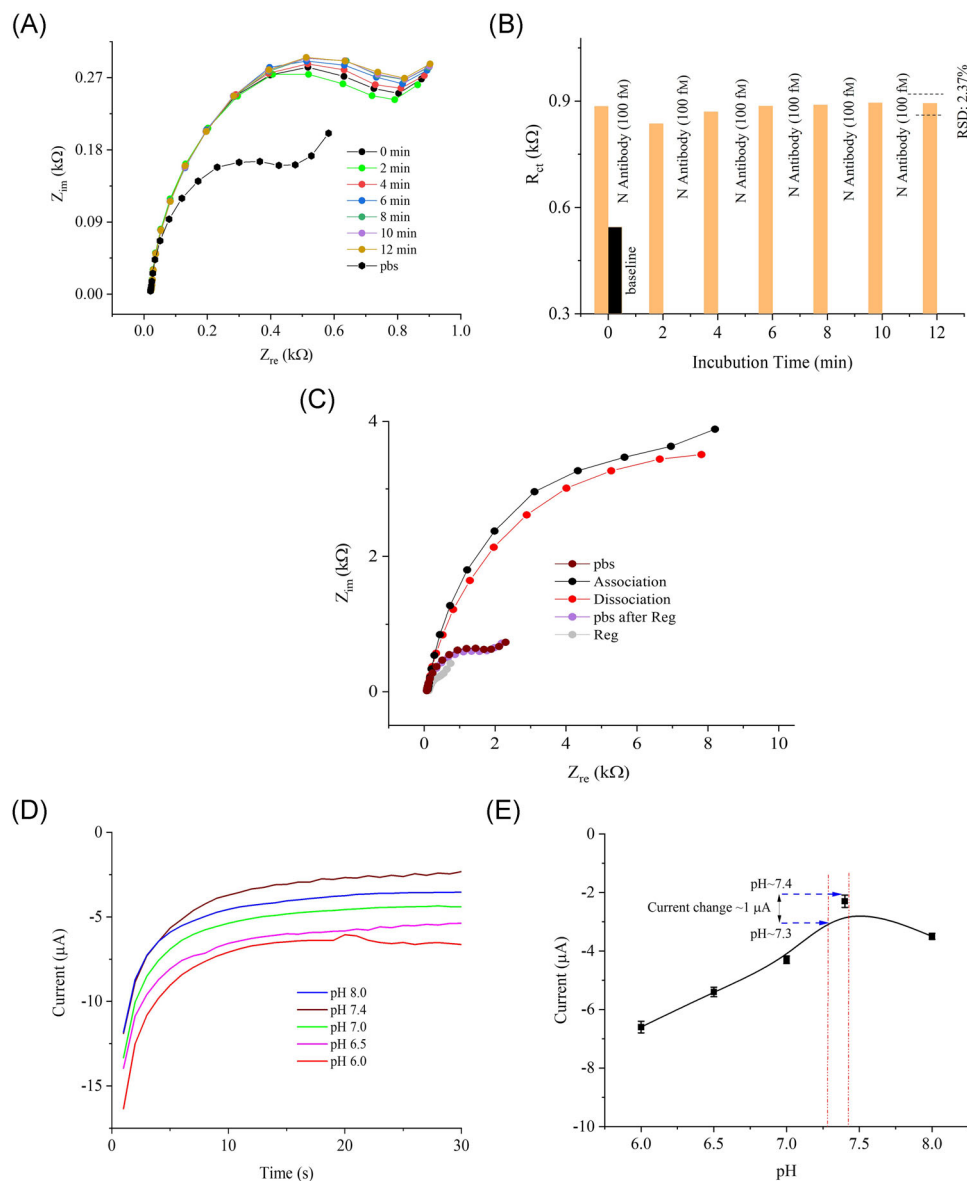 (A)
0.27
0.18
0.09
0.00
Z_im (kΩ)
0 min
2 min
4 min
6 min
8 min
10 min
12 min
pbs
0.0 0.2 0.4 0.6 0.8 1.0
Z_re (kΩ)
(B)
0.9
0.6
0.3
R_ct (kΩ)
baseline
N Antibody (100 fM)
N Antibody (100 fM)
N Antibody (100 fM)
N Antibody (100 fM)
N Antibody (100 fM)
N Antibody (100 fM)
RSD: 2.37%
0 2 4 6 8 10 12
Incubution Time (min)
(C)
4
2
0
Z_im (kΩ)
pbs
Association
Dissociation
pbs after Reg
Reg
0 2 4 6 8 10
Z_re (kΩ)
(D)
0
-5
-10
-15
Current (μA)
pH 8.0
pH 7.4
pH 7.0
pH 6.5
pH 6.0
0 10 20 30
Time (s)
(E)
0
-2
-4
-6
-8
-10
Current (μA)
pH~7.4
Current change ~1 μA
pH~7.3
6.0 6.5 7.0 7.5 8.0
pH